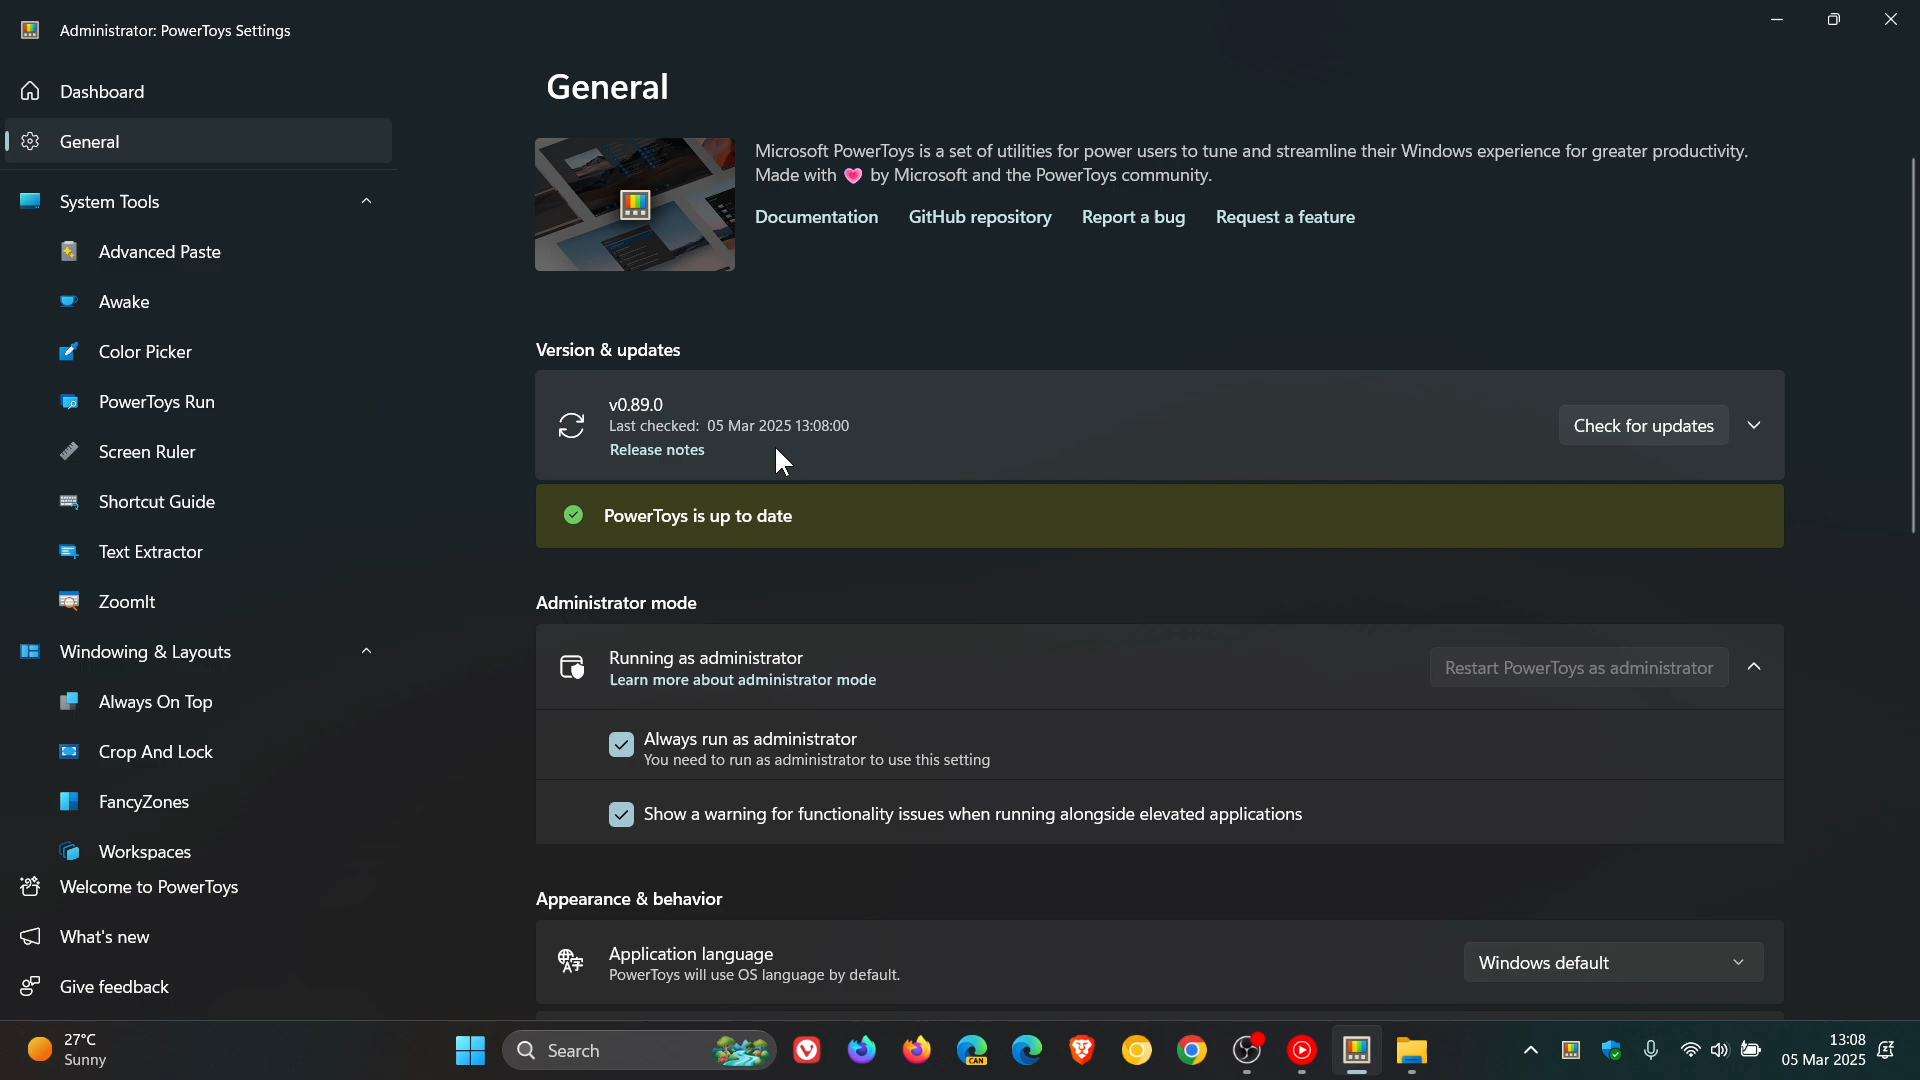 Administrator: PowerToys Settings
Dashboard
General
System Tools
Advanced Paste
Awake
Color Picker
PowerToys Run
Screen Ruler
Shortcut Guide
Text Extractor
ZoomIt
Windowing & Layouts
Always On Top
Crop And Lock
FancyZones
Workspaces
Welcome to PowerToys
What's new
Give feedback
General
Microsoft PowerToys is a set of utilities for power users to tune and streamline their Windows experience for greater productivity.
Made with 💗 by Microsoft and the PowerToys community.
Documentation GitHub repository Report a bug Request a feature
Version & updates
v0.89.0
Last checked: 05 Mar 2025 13:08:00
Release notes
Check for updates
PowerToys is up to date
Administrator mode
Running as administrator
Learn more about administrator mode
Restart PowerToys as administrator
Always run as administrator
You need to run as administrator to use this setting
Show a warning for functionality issues when running alongside elevated applications
Appearance & behavior
Application language
PowerToys will use OS language by default.
Windows default
27°C
Sunny
Search
CAN
13:08
05 Mar 2025